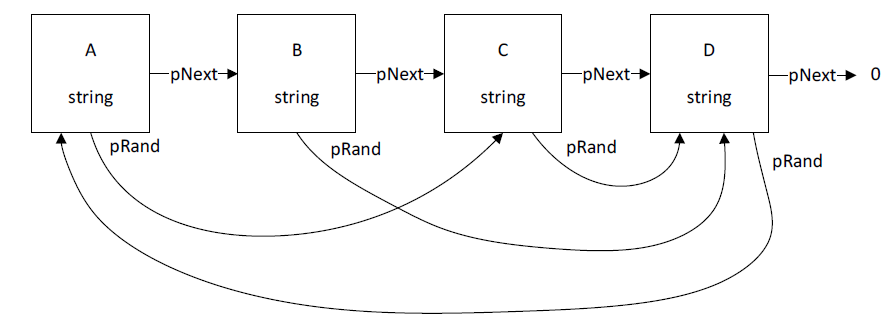 A
string
pNext
B
string
pNext
C
string
pNext
D
string
pNext
0
pRand
pRand
pRand
pRand